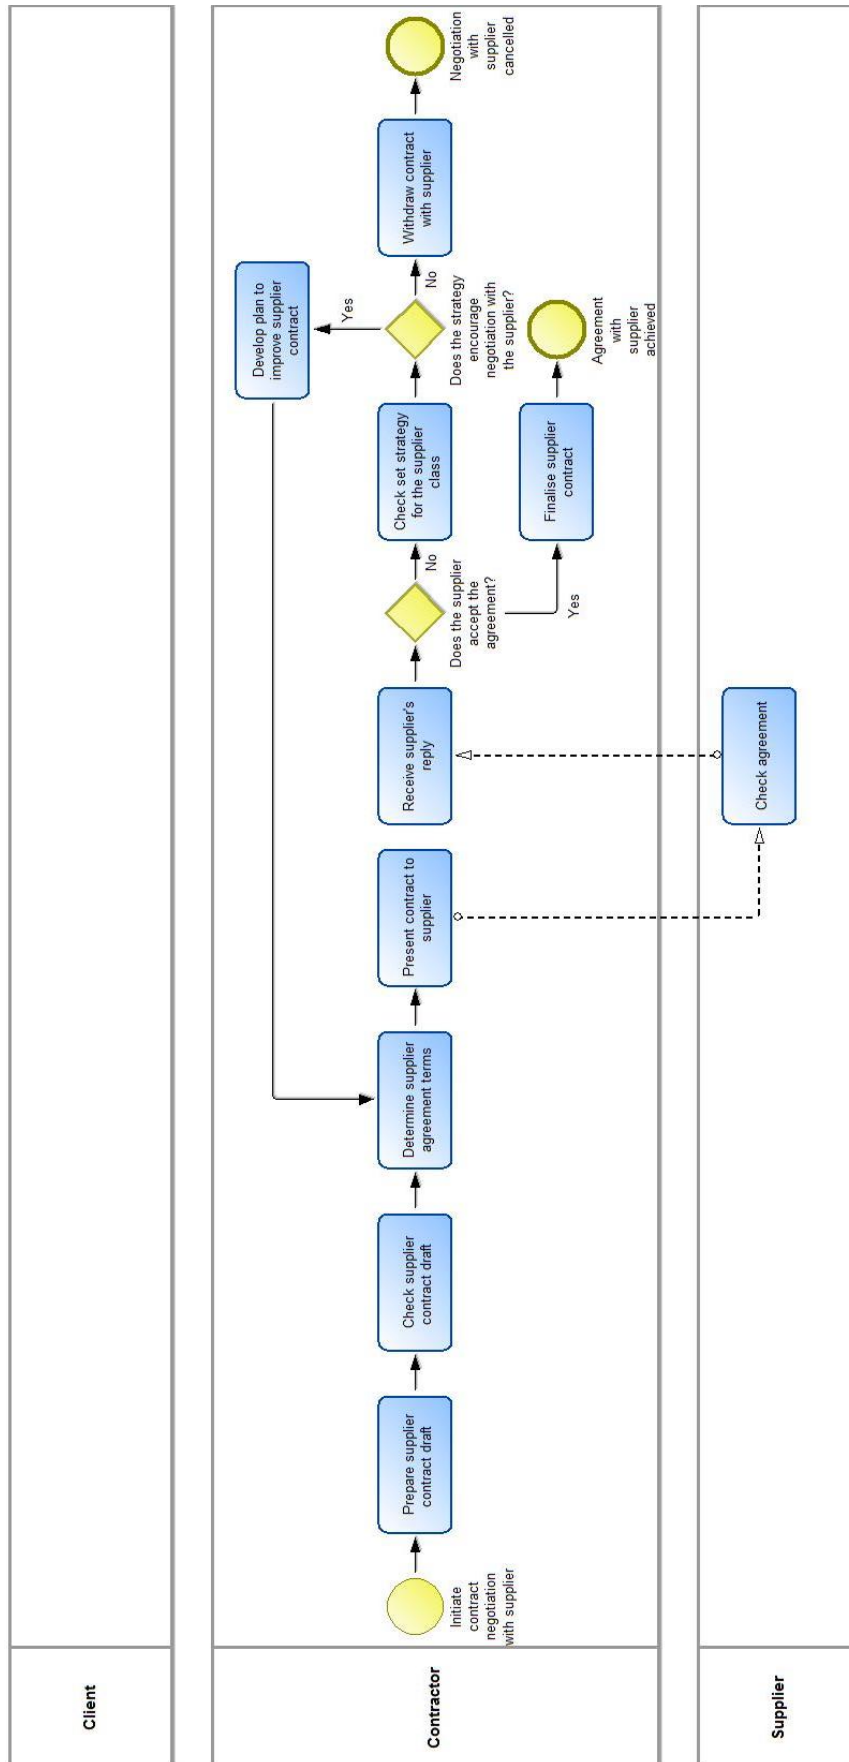 Client
Develop plan to
improve supplier
contract
Yes
Contractor
Initiate
contract
negotiation
with supplier
Prepare supplier
contract draft
Check supplier
contract draft
Determine supplier
agreement terms
Present contract to
supplier
Receive supplier's
reply
Does the supplier
accept the
agreement?
No
Check set strategy
for the supplier
class
Does the strategy
encourage
negotiation with
the supplier?
No
Withdraw contract
with supplier
Negotiation
with
supplier
cancelled
Yes
Finalise supplier
contract
Agreement
with
supplier
achieved
Supplier
Check agreement